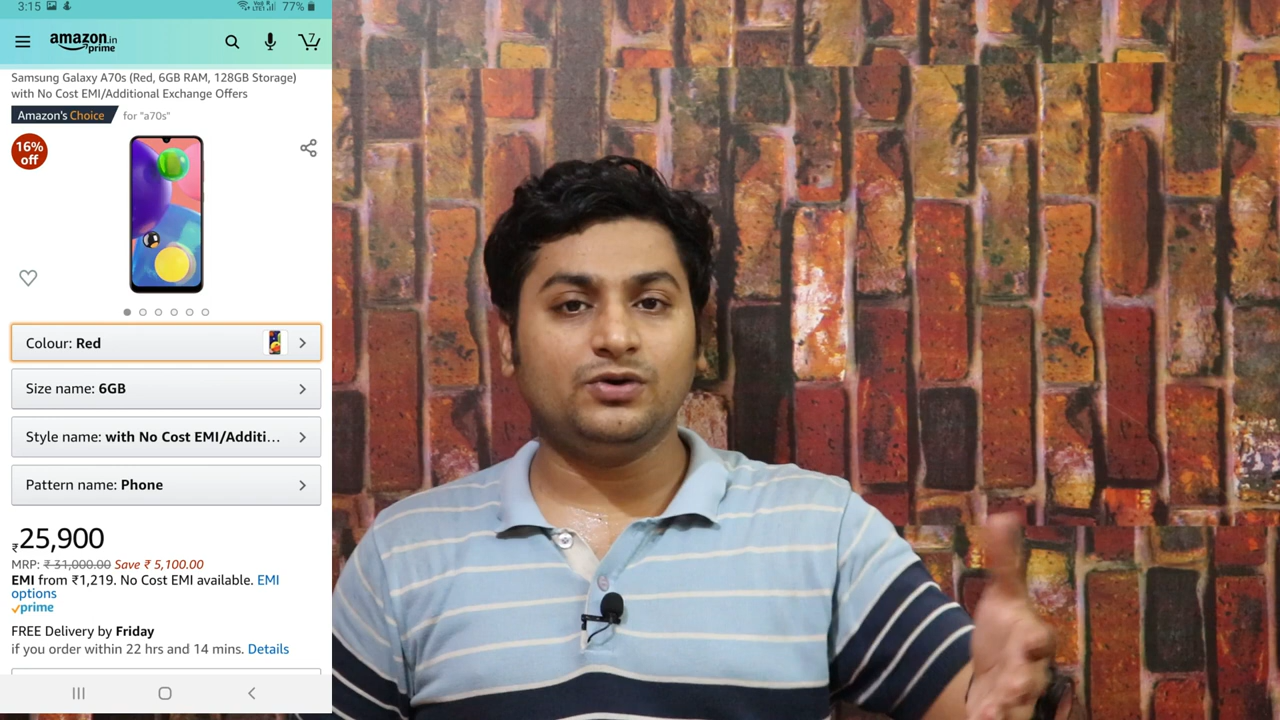 3:15
77%
amazon.in
prime
7
Samsung Galaxy A70s (Red, 6GB RAM, 128GB Storage)
with No Cost EMI/Additional Exchange Offers
Amazon's Choice for "a70s"
16%
off
Colour: Red
Size name: 6GB
Style name: with No Cost EMI/Additi...
Pattern name: Phone
₹25,900
MRP: ₹ 31,000.00 Save ₹ 5,100.00
EMI from ₹1,219. No Cost EMI available. EMI
options
prime
FREE Delivery by Friday
if you order within 22 hrs and 14 mins. Details